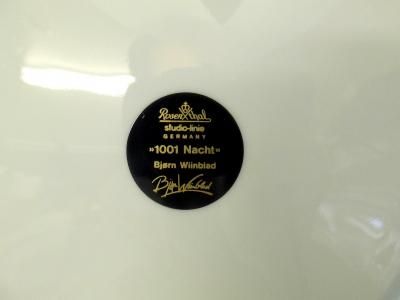 Rosenthal
studio-linie
GERMANY
»1001 Nacht«
Bjørn Wiinblad
Bjørn Wiinblad